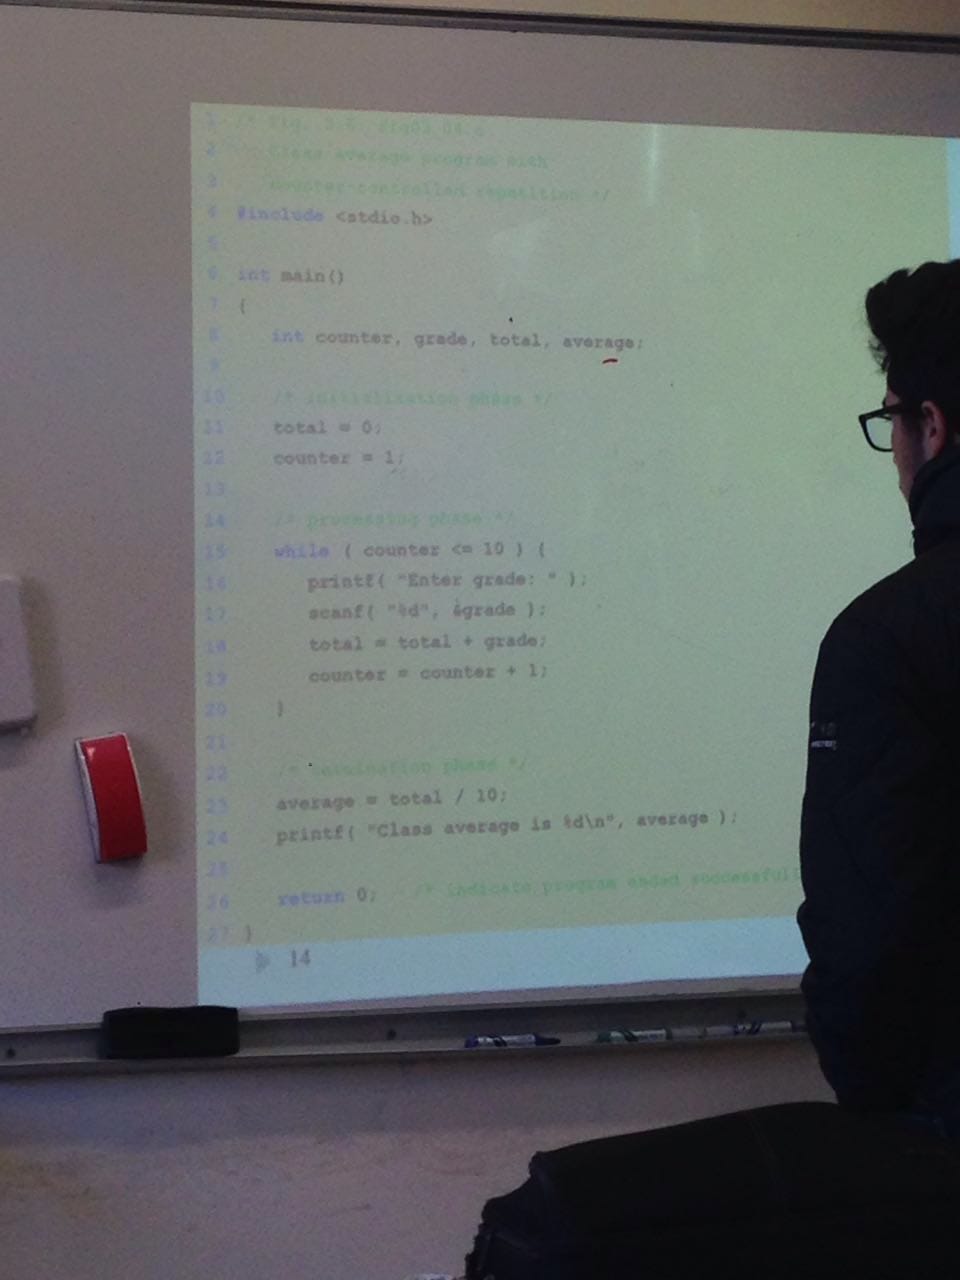 1 /* Fig. 3.6: fig03_06.c
2 Class average program with
3 counter-controlled repetition */
4 #include <stdio.h>
5
6 int main()
7 {
8 int counter, grade, total, average;
9
10 /* initialization phase */
11 total = 0;
12 counter = 1;
13
14 /* processing phase */
15 while ( counter <= 10 ) {
16 printf( "Enter grade: " );
17 scanf( "%d", &grade );
18 total = total + grade;
19 counter = counter + 1;
20 }
21
22 /* termination phase */
23 average = total / 10;
24 printf( "Class average is %d\n", average );
25
26 return 0; /* indicate program ended successfull
27 }
14